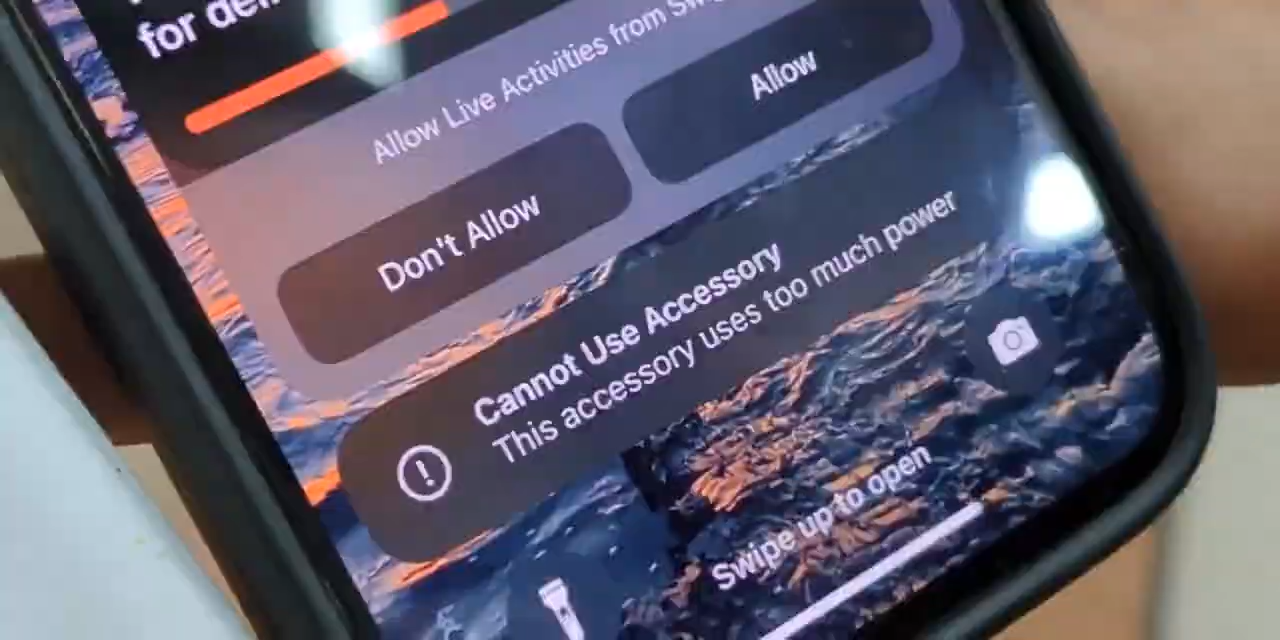 for
Allow Live Activities from
Don't Allow
Allow
Cannot Use Accessory
This accessory uses too much power
Swipe up to open